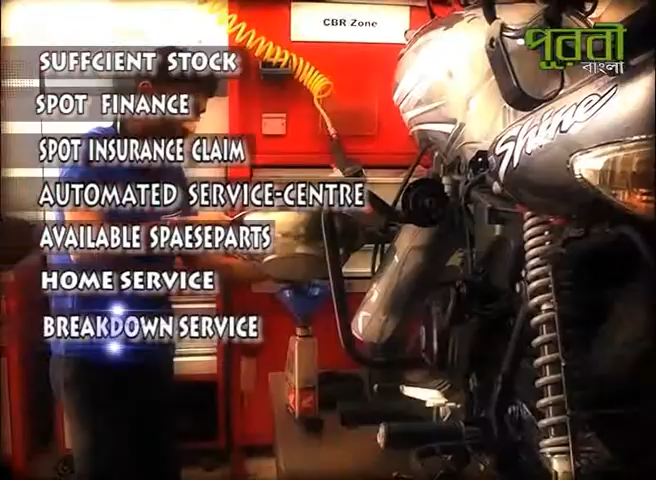 CBR Zone
পূরবী
বাংলা
SUFFCIENT STOCK
SPOT FINANCE
SPOT INSURANCE CLAIM
AUTOMATED SERVICE-CENTRE
AVAILABLE SPAESEPARTS
HOME SERVICE
BREAKDOWN SERVICE
Shine